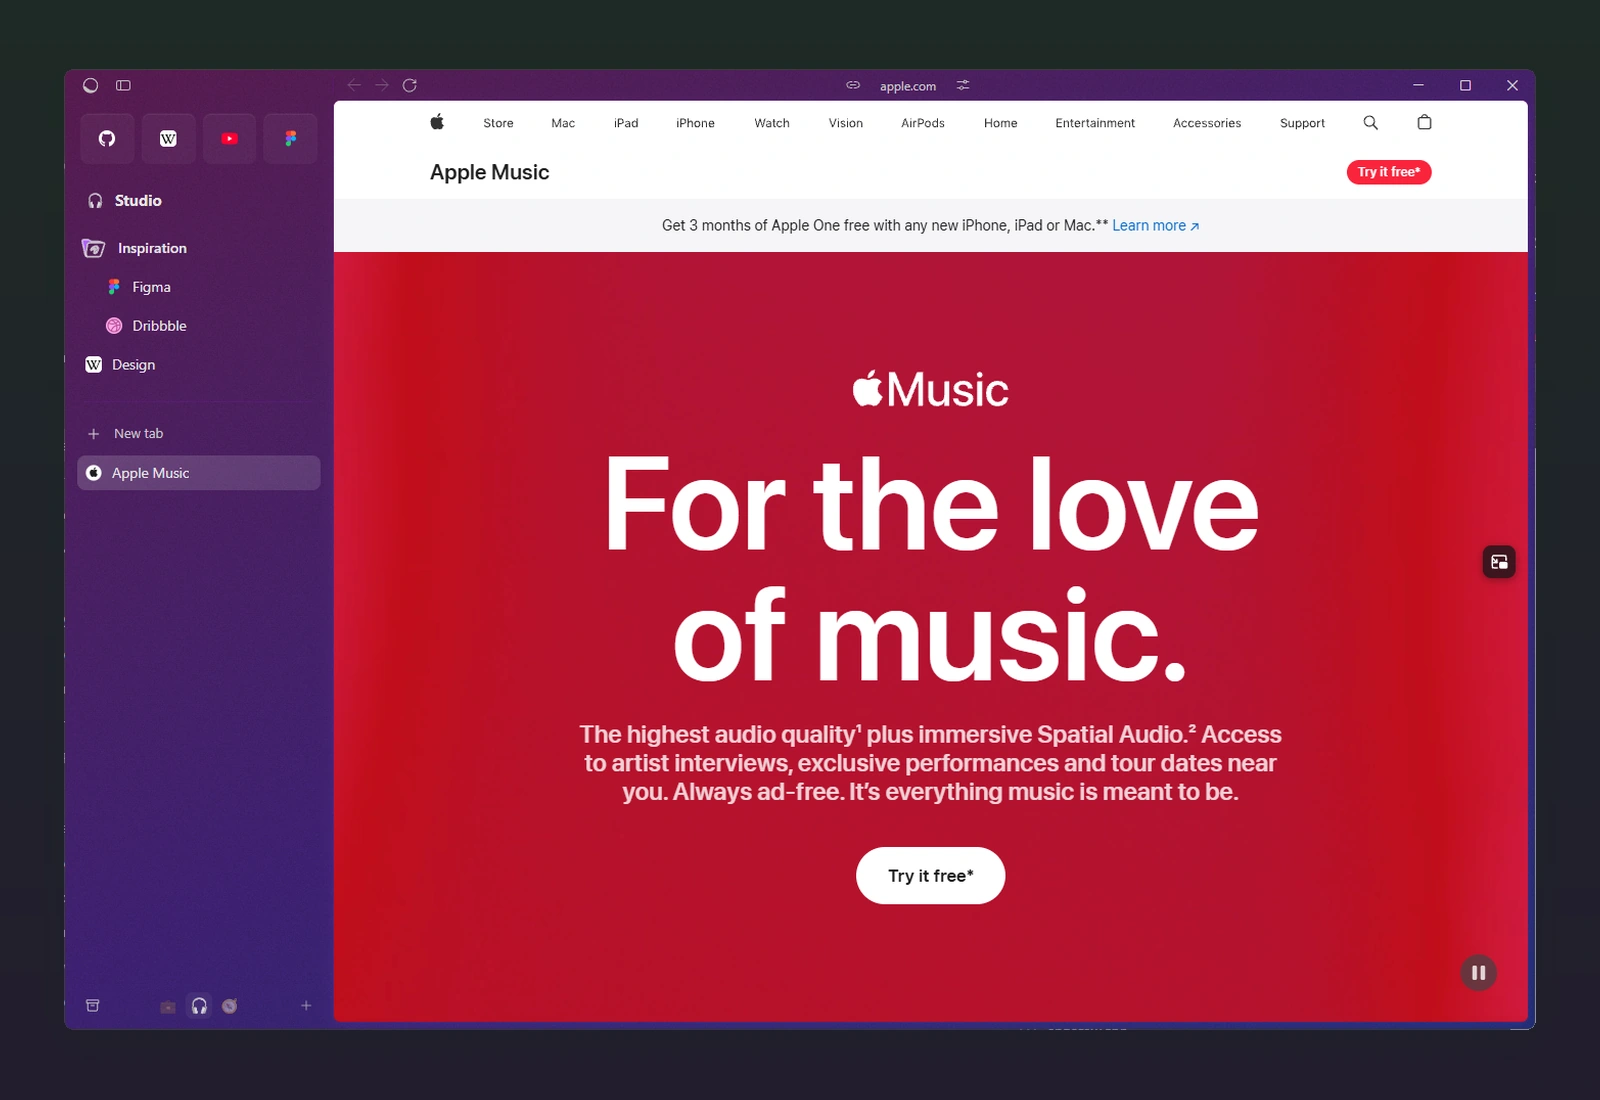 apple.com
Studio
Inspiration
Figma
Dribbble
W Design
New tab
Apple Music
Store Mac iPad iPhone Watch Vision AirPods Home Entertainment Accessories Support
Apple Music
Try it free*
Get 3 months of Apple One free with any new iPhone, iPad or Mac.** Learn more ↗
Music
For the love
of music.
The highest audio quality¹ plus immersive Spatial Audio.² Access
to artist interviews, exclusive performances and tour dates near
you. Always ad-free. It’s everything music is meant to be.
Try it free*